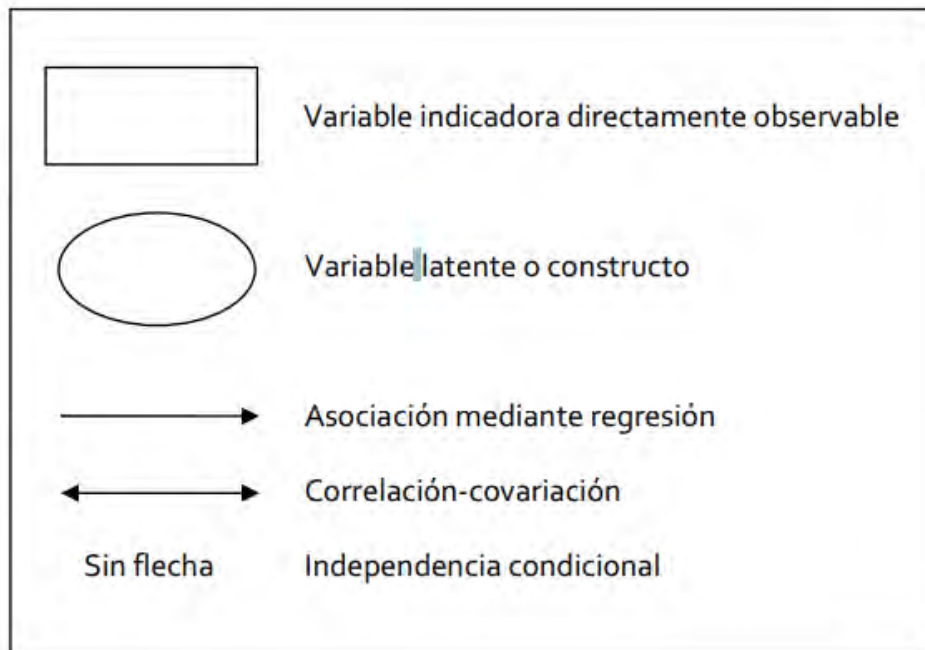 Variable indicadora directamente observable
Variable latente o constructo
Asociación mediante regresión
Correlación-covariación
Sin flecha Independencia condicional